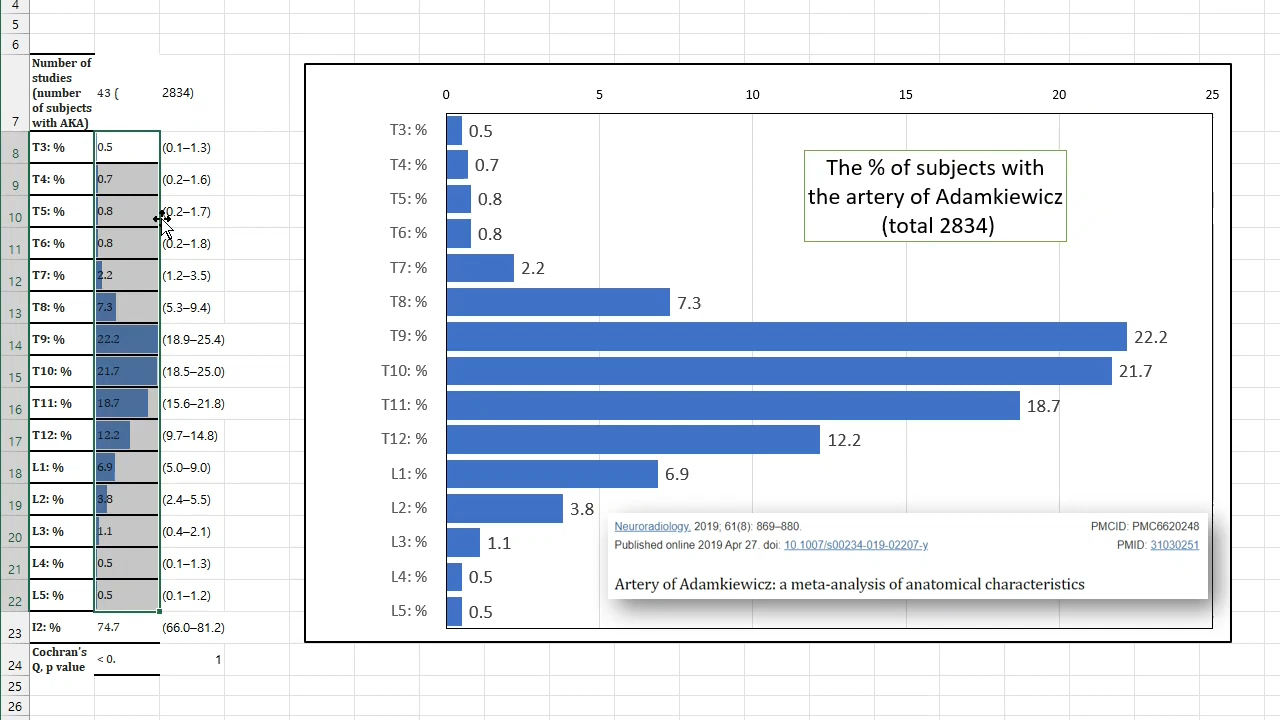 4
5
6
7 Number of studies (number of subjects with AKA) 43 ( 2834)
8 T3: % 0.5 (0.1–1.3)
9 T4: % 0.7 (0.2–1.6)
10 T5: % 0.8 (0.2–1.7)
11 T6: % 0.8 (0.2–1.8)
12 T7: % 2.2 (1.2–3.5)
13 T8: % 7.3 (5.3–9.4)
14 T9: % 22.2 (18.9–25.4)
15 T10: % 21.7 (18.5–25.0)
16 T11: % 18.7 (15.6–21.8)
17 T12: % 12.2 (9.7–14.8)
18 L1: % 6.9 (5.0–9.0)
19 L2: % 3.8 (2.4–5.5)
20 L3: % 1.1 (0.4–2.1)
21 L4: % 0.5 (0.1–1.3)
22 L5: % 0.5 (0.1–1.2)
23 I2: % 74.7 (66.0–81.2)
24 Cochran's Q, p value < 0. 1
25
26
0 5 10 15 20 25
T3: % 0.5
T4: % 0.7
T5: % 0.8
T6: % 0.8
T7: % 2.2
T8: % 7.3
T9: % 22.2
T10: % 21.7
T11: % 18.7
T12: % 12.2
L1: % 6.9
L2: % 3.8
L3: % 1.1
L4: % 0.5
L5: % 0.5
The % of subjects with
the artery of Adamkiewicz
(total 2834)
Neuroradiology. 2019; 61(8): 869–880. PMCID: PMC6620248
Published online 2019 Apr 27. doi: 10.1007/s00234-019-02207-y PMID: 31030251
Artery of Adamkiewicz: a meta-analysis of anatomical characteristics